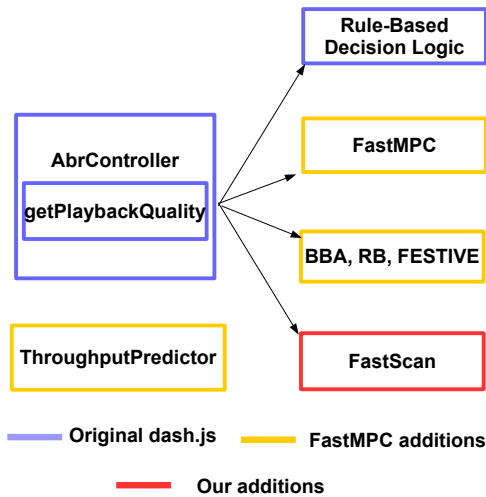 Rule-Based
Decision Logic
AbrController
FastMPC
getPlaybackQuality
BBA, RB, FESTIVE
ThroughputPredictor
FastScan
Original dash.js
FastMPC additions
Our additions